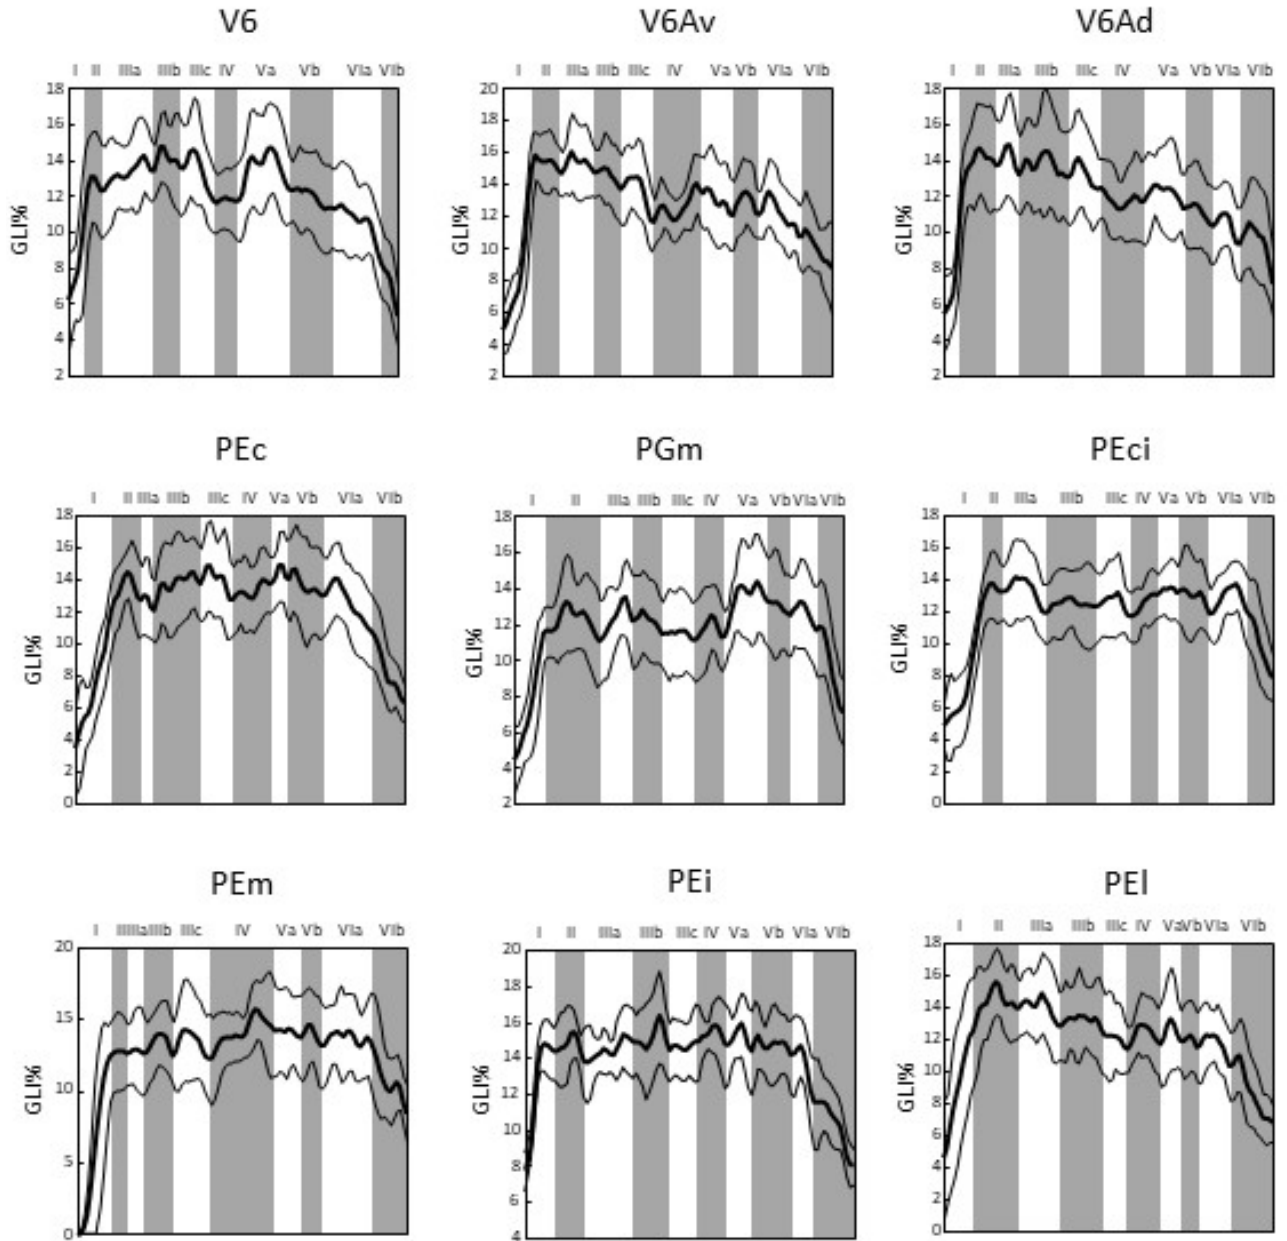 V6 V6Av V6Ad
I II IIIa IIIb IIIc IV Va Vb VIa VIb I II IIIa IIIb IIIc IV Va Vb VIa VIIb I II IIIa IIIb IIIc IV Va Vb VIa VIb
18 20 18
16 18 16
14 16 14
12 14 12
10 12 10
8 10 8
6 8 6
4 6 4
2 4 2
2
GLI% GLI% GLI%
PEc PGm PEci
I II IIIa IIIb IIIc IV Va Vb VIa VIb I II IIIa IIIb IIIc IV Va Vb VIa VIb I II IIIa IIIb IIIc IV Va Vb VIa VIb
18 18 18
16 16 16
14 14 14
12 12 12
10 10 10
8 8 8
6 6 6
4 4 4
2 2 2
0 0
GLI% GLI% GLI%
PEm PEi PEl
I II IIIa IIIb IIIc IV Va Vb VIa VIb I II IIIa IIIb IIIc IV Va Vb VIa VIb I II IIIa IIIb IIIc IV Va Vb VIa VIb
20 20 18
15 18 16
10 16 14
5 14 12
0 12 10
10 8
8 6
6 4
4 2
0
GLI% GLI% GLI%